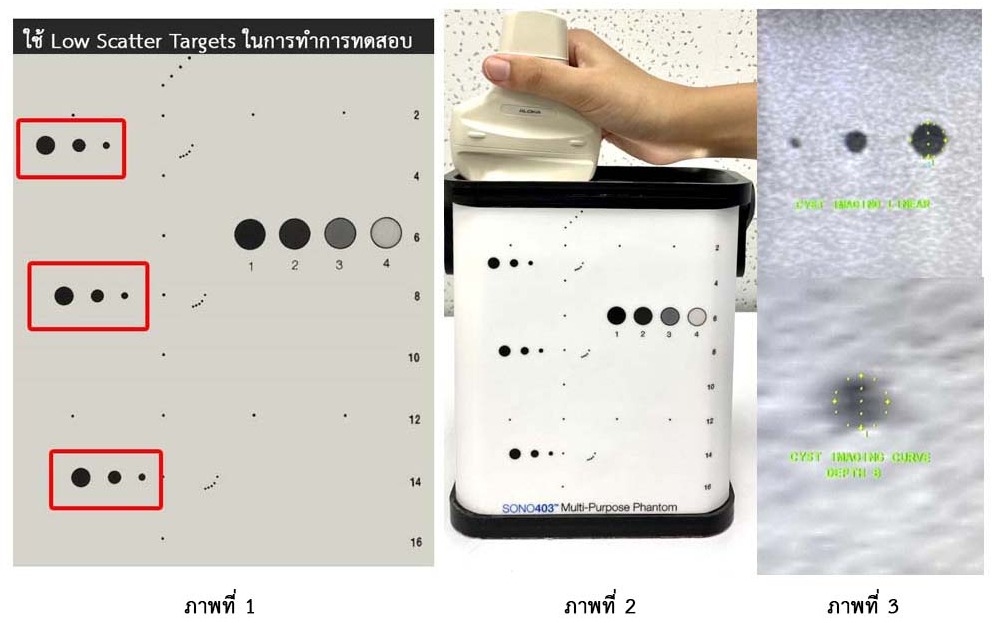 ใช้ Low Scatter Targets ในการทำการทดสอบ
2
4
6
1 2 3 4
8
10
12
14
16
ALOKA
2
4
6
1 2 3 4
8
10
12
14
16
SONO403™ Multi-Purpose Phantom
CYST IMAGING LINEAR
1
CYST IMAGING CURVE
DEPTH 8
ภาพที่ 1
ภาพที่ 2
ภาพที่ 3